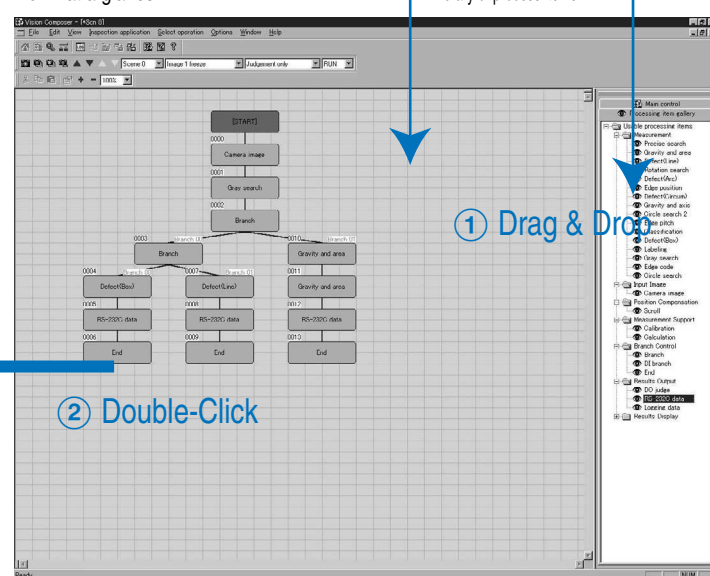 Vision Composer - [*Scn 0]
File Edit View Inspection application Select operation Options Window Help
Scene 0 Image 1 freeze Judgement only RUN
100%
[START]
0000
Camera image
0001
Gray search
0002
Branch
0003 Branch 00 0010 Branch 01
Branch Gravity and area
0004 Branch 00 0007 Branch 01 0011
Defect(Box) Defect(Line) Gravity and area
0005 0008 0012
RS-232C data RS-232C data RS-232C data
0006 0009 0013
End End End
① Drag & Drop
② Double-Click
Main control
Processing item gallery
Usable processing items
Measurement
Precise search
Gravity and area
Defect(Line)
Rotation search
Defect(Arc)
Edge position
Defect(Circum)
Gravity and axis
Circle search 2
Edge pitch
Classification
Defect(Box)
Labeling
Gray search
Edge code
Circle search
Input Image
Camera image
Position Compensation
Scroll
Measurement Support
Calibration
Calculation
Branch Control
Branch
DI branch
End
Results Output
DO judge
RS-232C data
Logging data
Results Display
Ready NUM